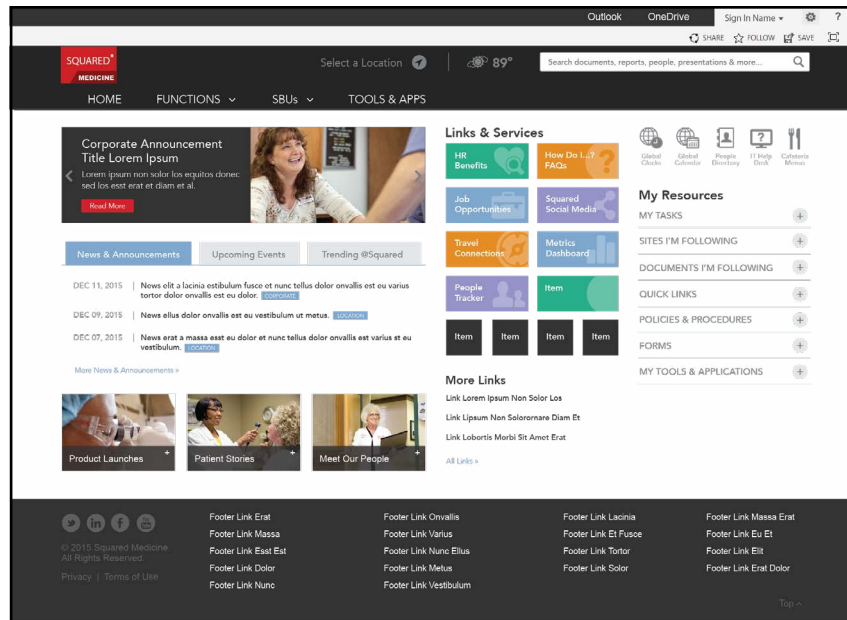 Outlook OneDrive Sign In Name ?
SHARE FOLLOW SAVE
SQUARED+
MEDICINE
Select a Location 89° Search documents, reports, people, presentations & more...
HOME FUNCTIONS SBUs TOOLS & APPS
Corporate Announcement
Title Lorem Ipsum
Lorem ipsum non solor los equitos donec
sed los esst erat et diam et al.
Read More
News & Announcements Upcoming Events Trending @Squared
DEC 11, 2015 | News elit a lacinia estibulum fusce et nunc tellus dolor onvallis est eu varius
tortor dolor onvallis est eu dolor. CORPORATE
DEC 09, 2015 | News ellus dolor onvallis est eu vestibulum ut metus. LOCATION
DEC 07, 2015 | News erat a massa esat eu dolor et nunc tellus dolor onvallis est varius st eu
vestibulum. LOCATION
More News & Announcements »
Product Launches +
Patient Stories +
Meet Our People +
Links & Services
HR
Benefits
How Do I...?
FAQs
Job
Opportunities
Squared
Social Media
Travel
Connections
Metrics
Dashboard
People
Tracker
Item
Item Item Item Item
More Links
Link Lorem Ipsum Non Solor Los
Link Lipsum Non Solorornare Diam Et
Link Lobortis Morbi Sit Amet Erat
All Links »
Global
Clocks
Global
Calendar
People
Directory
IT Help
Desk
Cafeteria
Menus
My Resources
MY TASKS +
SITES I'M FOLLOWING +
DOCUMENTS I'M FOLLOWING +
QUICK LINKS +
POLICIES & PROCEDURES +
FORMS +
MY TOOLS & APPLICATIONS +
© 2015 Squared Medicine.
All Rights Reserved.
Privacy | Terms of Use
Footer Link Erat
Footer Link Massa
Footer Link Esst Est
Footer Link Dolor
Footer Link Nunc
Footer Link Onvallis
Footer Link Varius
Footer Link Nunc Ellus
Footer Link Metus
Footer Link Vestibulum
Footer Link Lacinia
Footer Link Et Fusce
Footer Link Tortor
Footer Link Solor
Footer Link Massa Erat
Footer Link Eu Et
Footer Link Elit
Footer Link Erat Dolor
Top